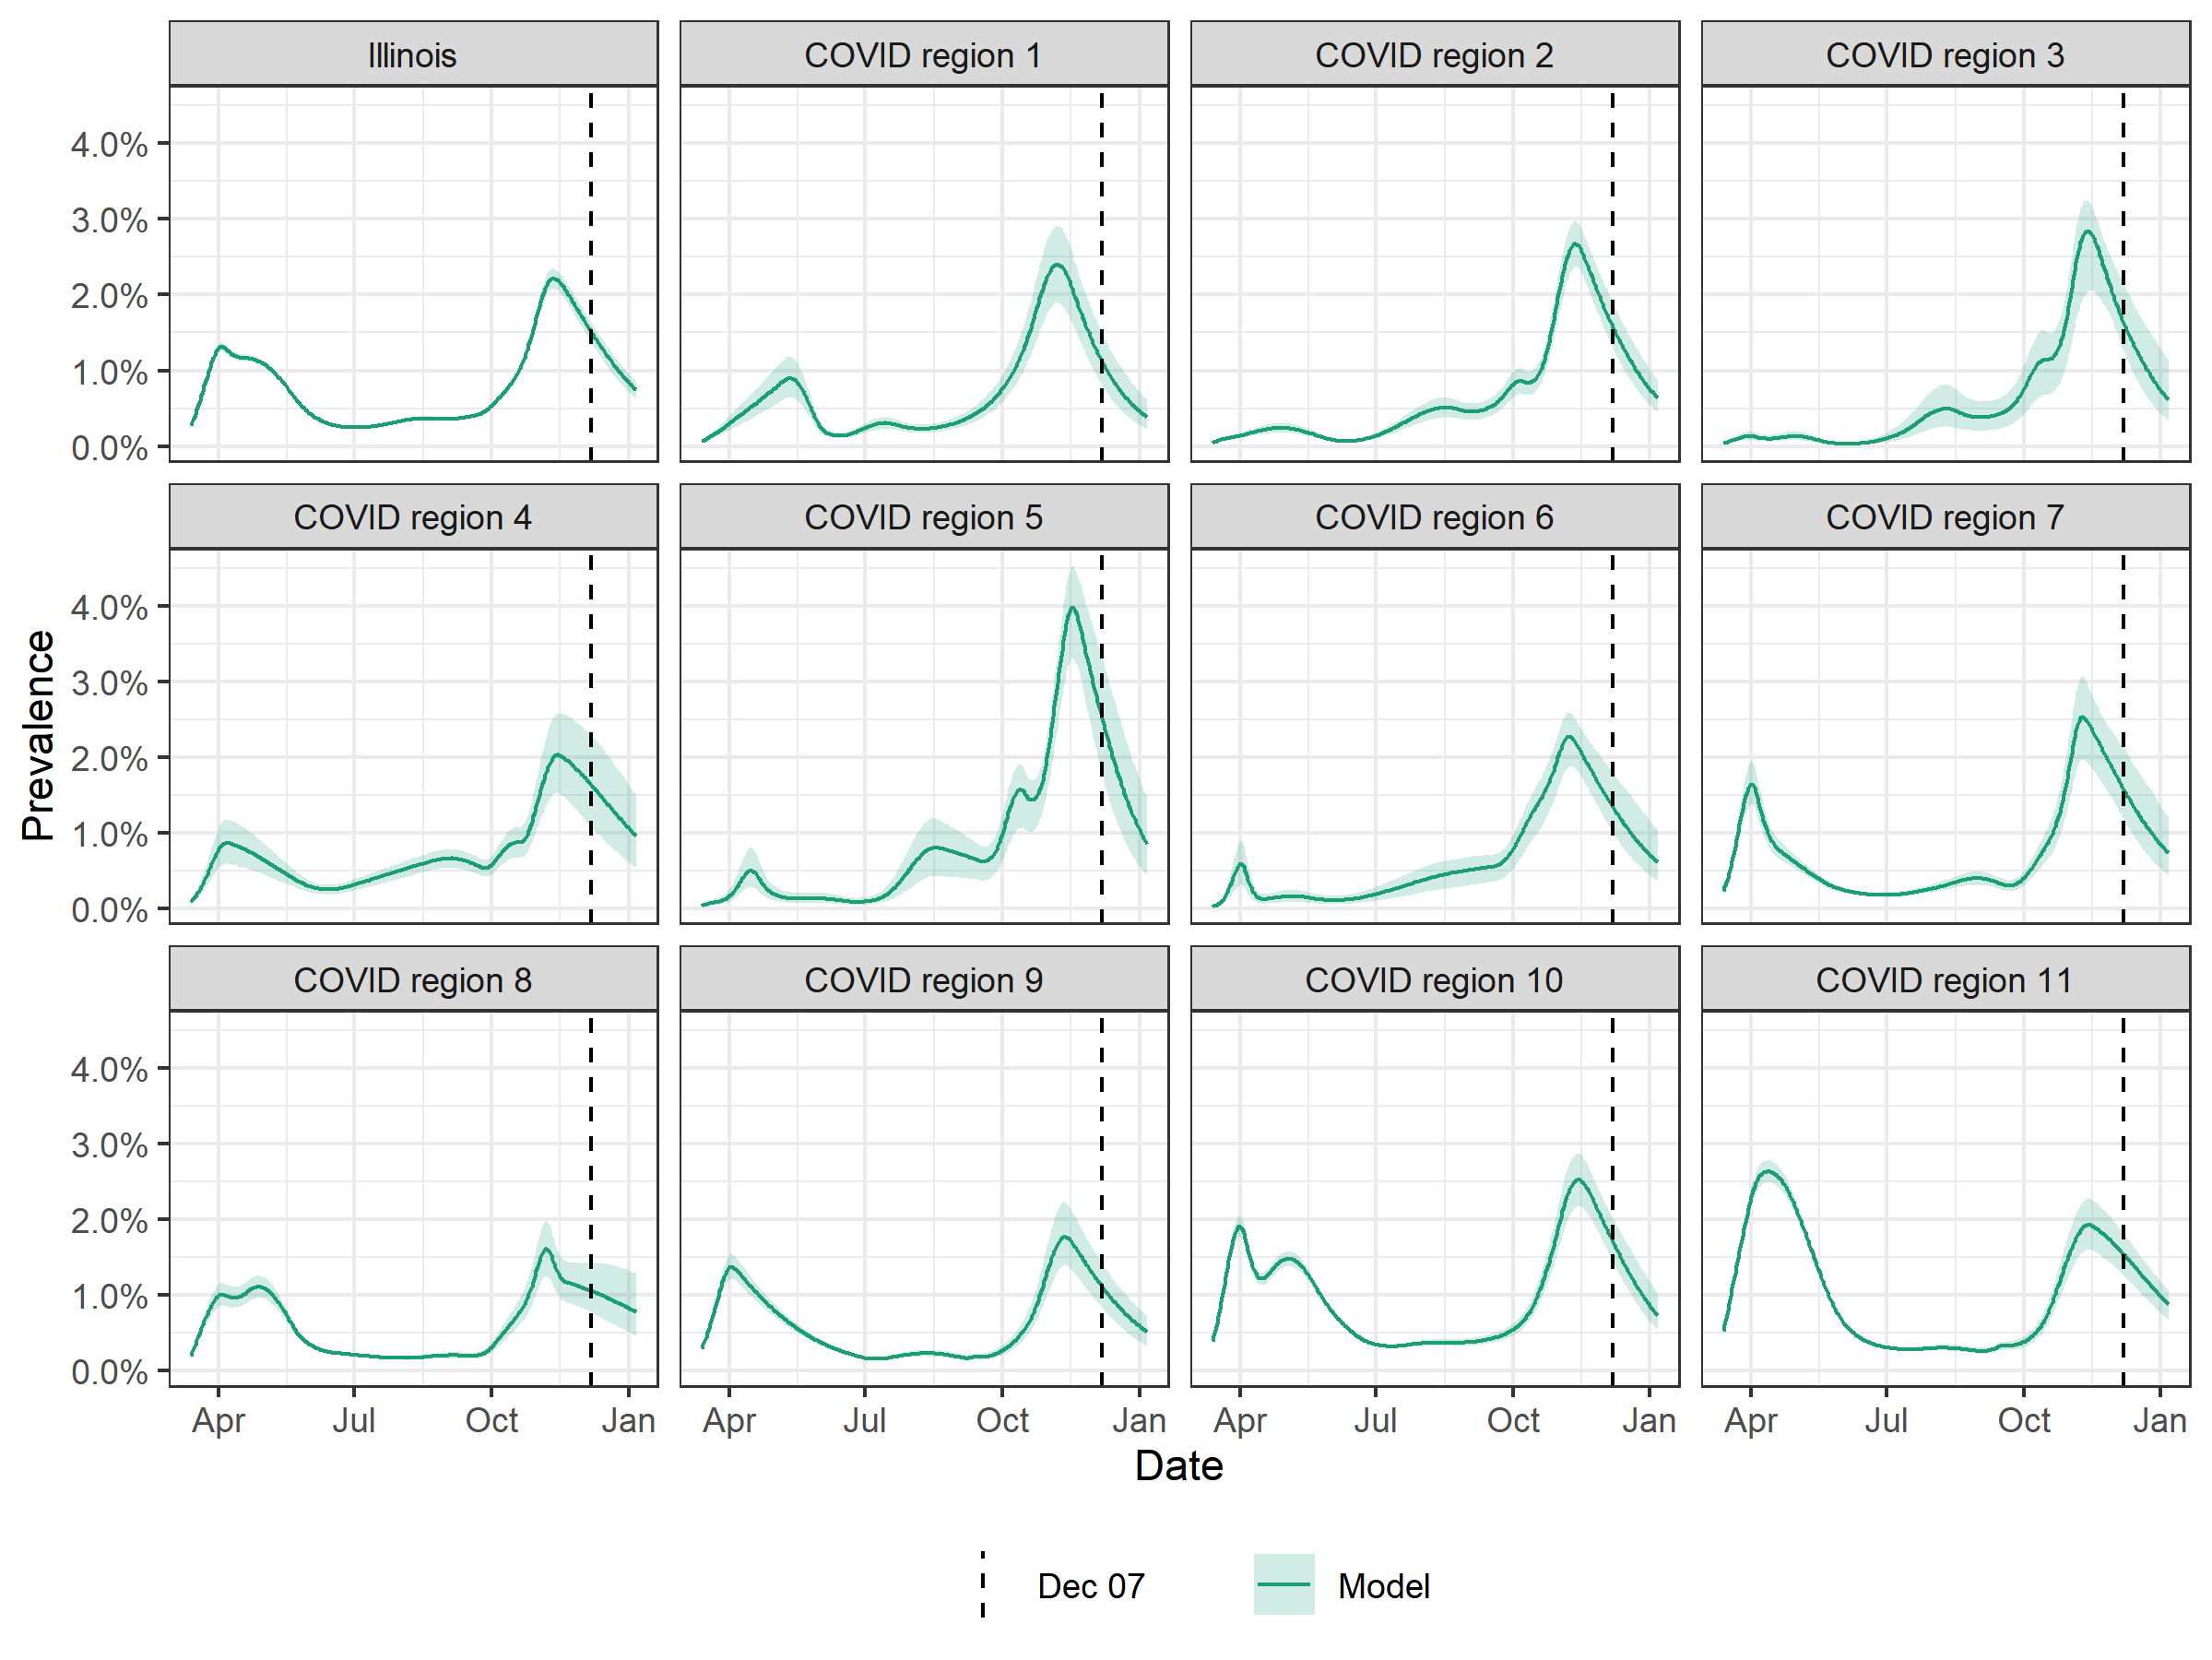 Illinois
COVID region 1
COVID region 2
COVID region 3
4.0%
3.0%
2.0%
1.0%
0.0%
COVID region 4
COVID region 5
COVID region 6
COVID region 7
4.0%
3.0%
2.0%
1.0%
0.0%
Prevalence
COVID region 8
COVID region 9
COVID region 10
COVID region 11
4.0%
3.0%
2.0%
1.0%
0.0%
Apr Jul Oct Jan
Apr Jul Oct Jan
Apr Jul Oct Jan
Apr Jul Oct Jan
Date
Dec 07
Model